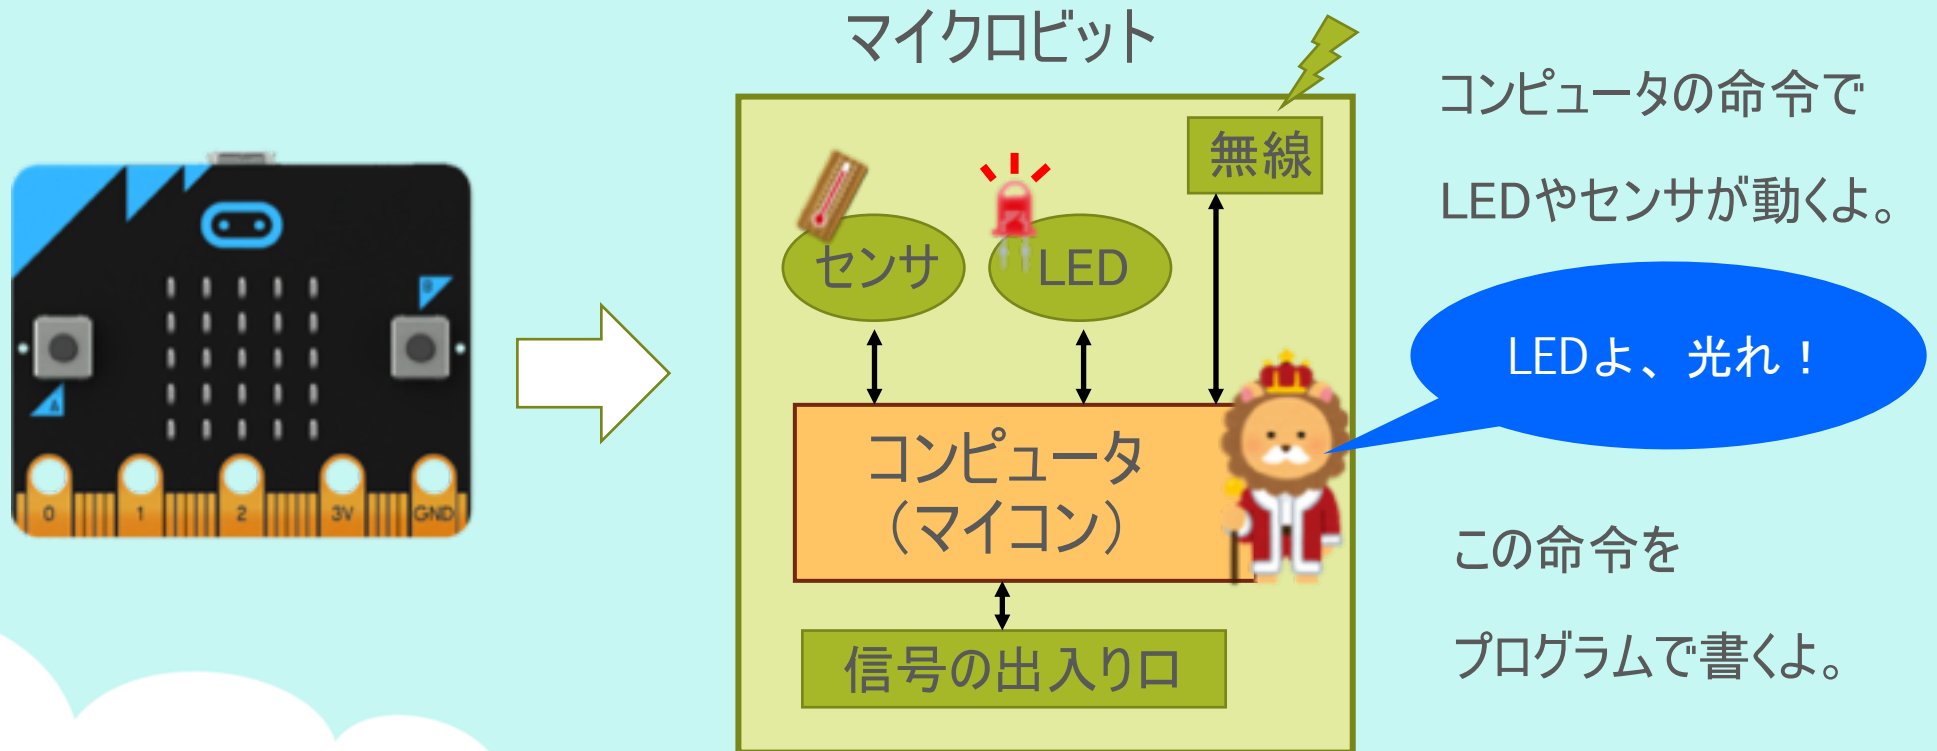 マイクロビット
コンピュータの命令で
LEDやセンサが動くよ。
無線
センサ
LED
LEDよ、光れ！
コンピュータ
（マイコン）
この命令を
プログラムで書くよ。
信号の出入り口
B
A
0
1
2
3V
GND